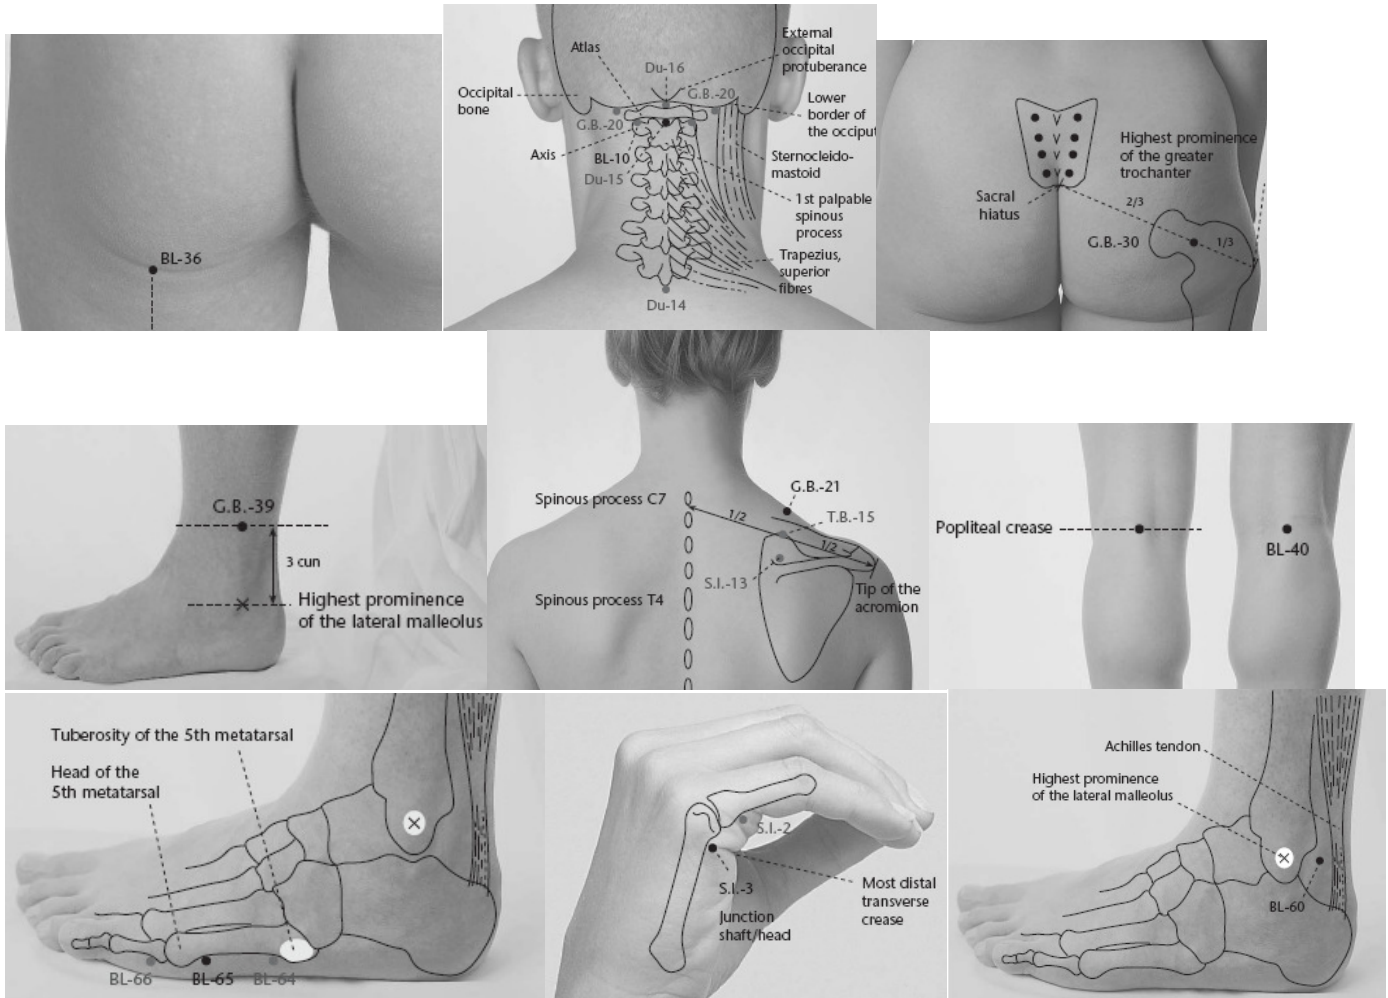 BL-36
Atlas
External
occipital
protuberance
Du-16
G.B.-20
Occipital
bone
Lower
border of
the occiput
G.B.-20
Axis
BL-10
Du-15
Sternocleido-
mastoid
1st palpable
spinous
process
Trapezius,
superior
fibres
Du-14
Highest prominence
of the greater
trochanter
Sacral
hiatus
2/3
G.B.-30
1/3
G.B.-39
3 cun
Highest prominence
of the lateral malleolus
Spinous process C7
G.B.-21
1/2
T.B.-15
1/2
S.I.-13
Tip of the
acromion
Spinous process T4
Popliteal crease
BL-40
Tuberosity of the 5th metatarsal
Head of the
5th metatarsal
BL-66
BL-65
BL-64
S.I.-2
S.I.-3
Junction
shaft/head
Most distal
transverse
crease
Achilles tendon
Highest prominence
of the lateral malleolus
BL-60